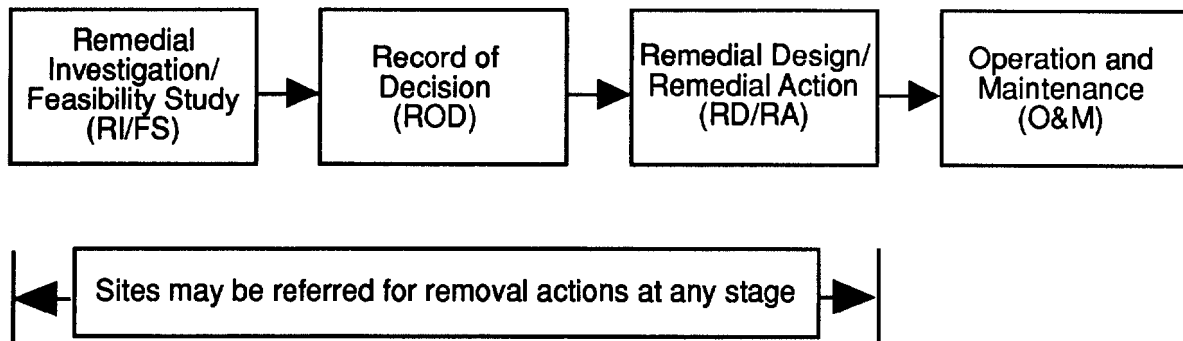 Remedial
Investigation/
Feasibility Study
(RI/FS)
Record of
Decision
(ROD)
Remedial Design/
Remedial Action
(RD/RA)
Operation and
Maintenance
(O&M)
Sites may be referred for removal actions at any stage